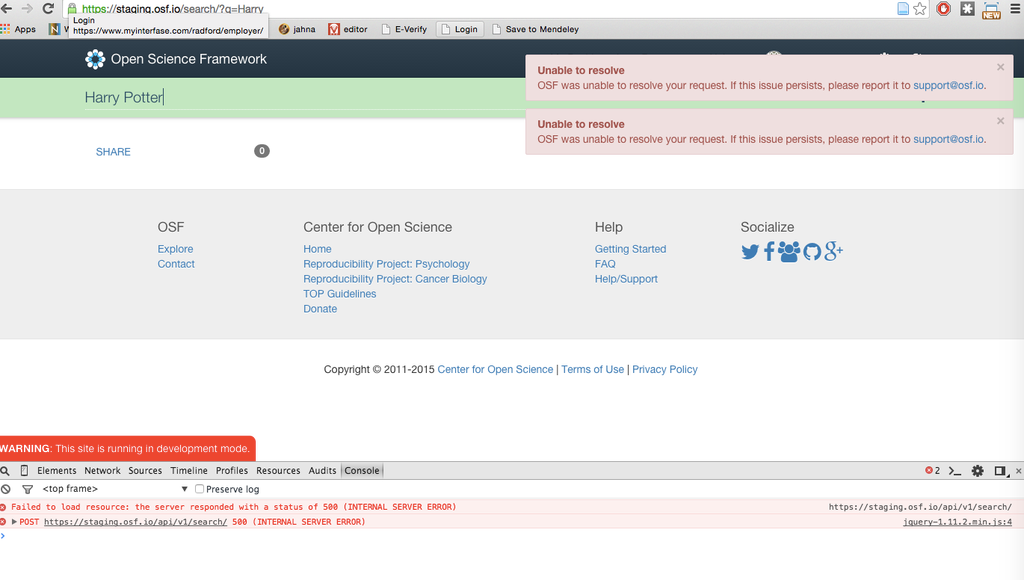 https://staging.osf.io/search/?q=Harry
Login
https://www.myinterfase.com/radford/employer/
Apps
jahna
editor
E-Verify
Login
Save to Mendeley
NEW
Open Science Framework
Unable to resolve
OSF was unable to resolve your request. If this issue persists, please report it to support@osf.io.
Harry Potter
Unable to resolve
OSF was unable to resolve your request. If this issue persists, please report it to support@osf.io.
SHARE 0
OSF
Explore
Contact
Center for Open Science
Home
Reproducibility Project: Psychology
Reproducibility Project: Cancer Biology
TOP Guidelines
Donate
Help
Getting Started
FAQ
Help/Support
Socialize
Copyright © 2011-2015 Center for Open Science | Terms of Use | Privacy Policy
WARNING: This site is running in development mode.
Elements Network Sources Timeline Profiles Resources Audits Console 2
<top frame> Preserve log
Failed to load resource: the server responded with a status of 500 (INTERNAL SERVER ERROR) https://staging.osf.io/api/v1/search/
POST https://staging.osf.io/api/v1/search/ 500 (INTERNAL SERVER ERROR) jquery-1.11.2.min.js:4